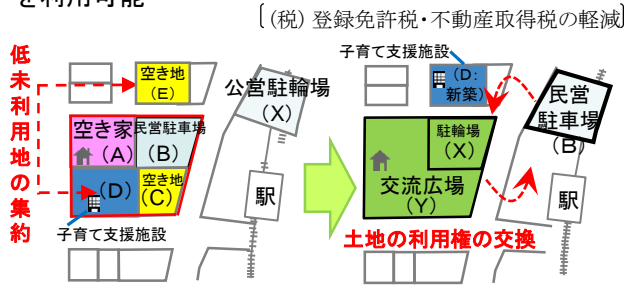 を利用可能
(税) 登録免許税・不動産取得税の軽減
低未利用地の集約
空き地
(E)
公営駐輪場
(X)
空き家
(A)
民営駐車場
(B)
(D)
空き地
(C)
駅
子育て支援施設
子育て支援施設
(D:
新築)
民営
駐車場
(B)
駐輪場
(X)
交流広場
(Y)
駅
土地の利用権の交換